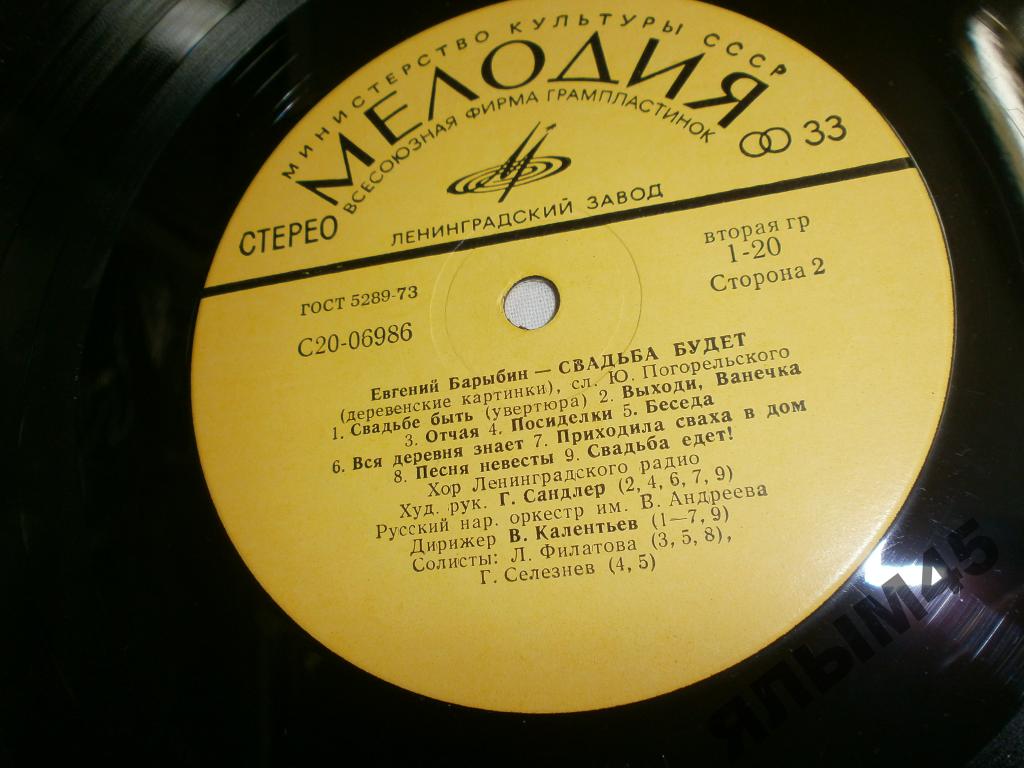 МИНИСТЕРСТВО КУЛЬТУРЫ СССР
МЕЛОДИЯ
ВСЕСОЮЗНАЯ ФИРМА ГРАМПЛАСТИНОК
33
СТЕРЕО
ЛЕНИНГРАДСКИЙ ЗАВОД
ГОСТ 5289-73
С20-06986
вторая гр
1-20
Сторона 2
Евгений Барыбин — СВАДЬБА БУДЕТ
(деревенские картинки), сл. Ю. Погорельского
1. Свадьбе быть (увертюра) 2. Выходи, Ванечка
3. Отчая 4. Посиделки 5. Беседа
6. Вся деревня знает 7. Приходила сваха в дом
8. Песня невесты 9. Свадьба едет!
Хор Ленинградского радио
Худ. рук. Г. Сандлер (2, 4, 6, 7, 9)
Русский нар. оркестр им. В. Андреева
Дирижер В. Калентьев (1—7, 9)
Солисты: Л. Филатова (3, 5, 8),
Г. Селезнев (4, 5)
ЯЛЫМ45